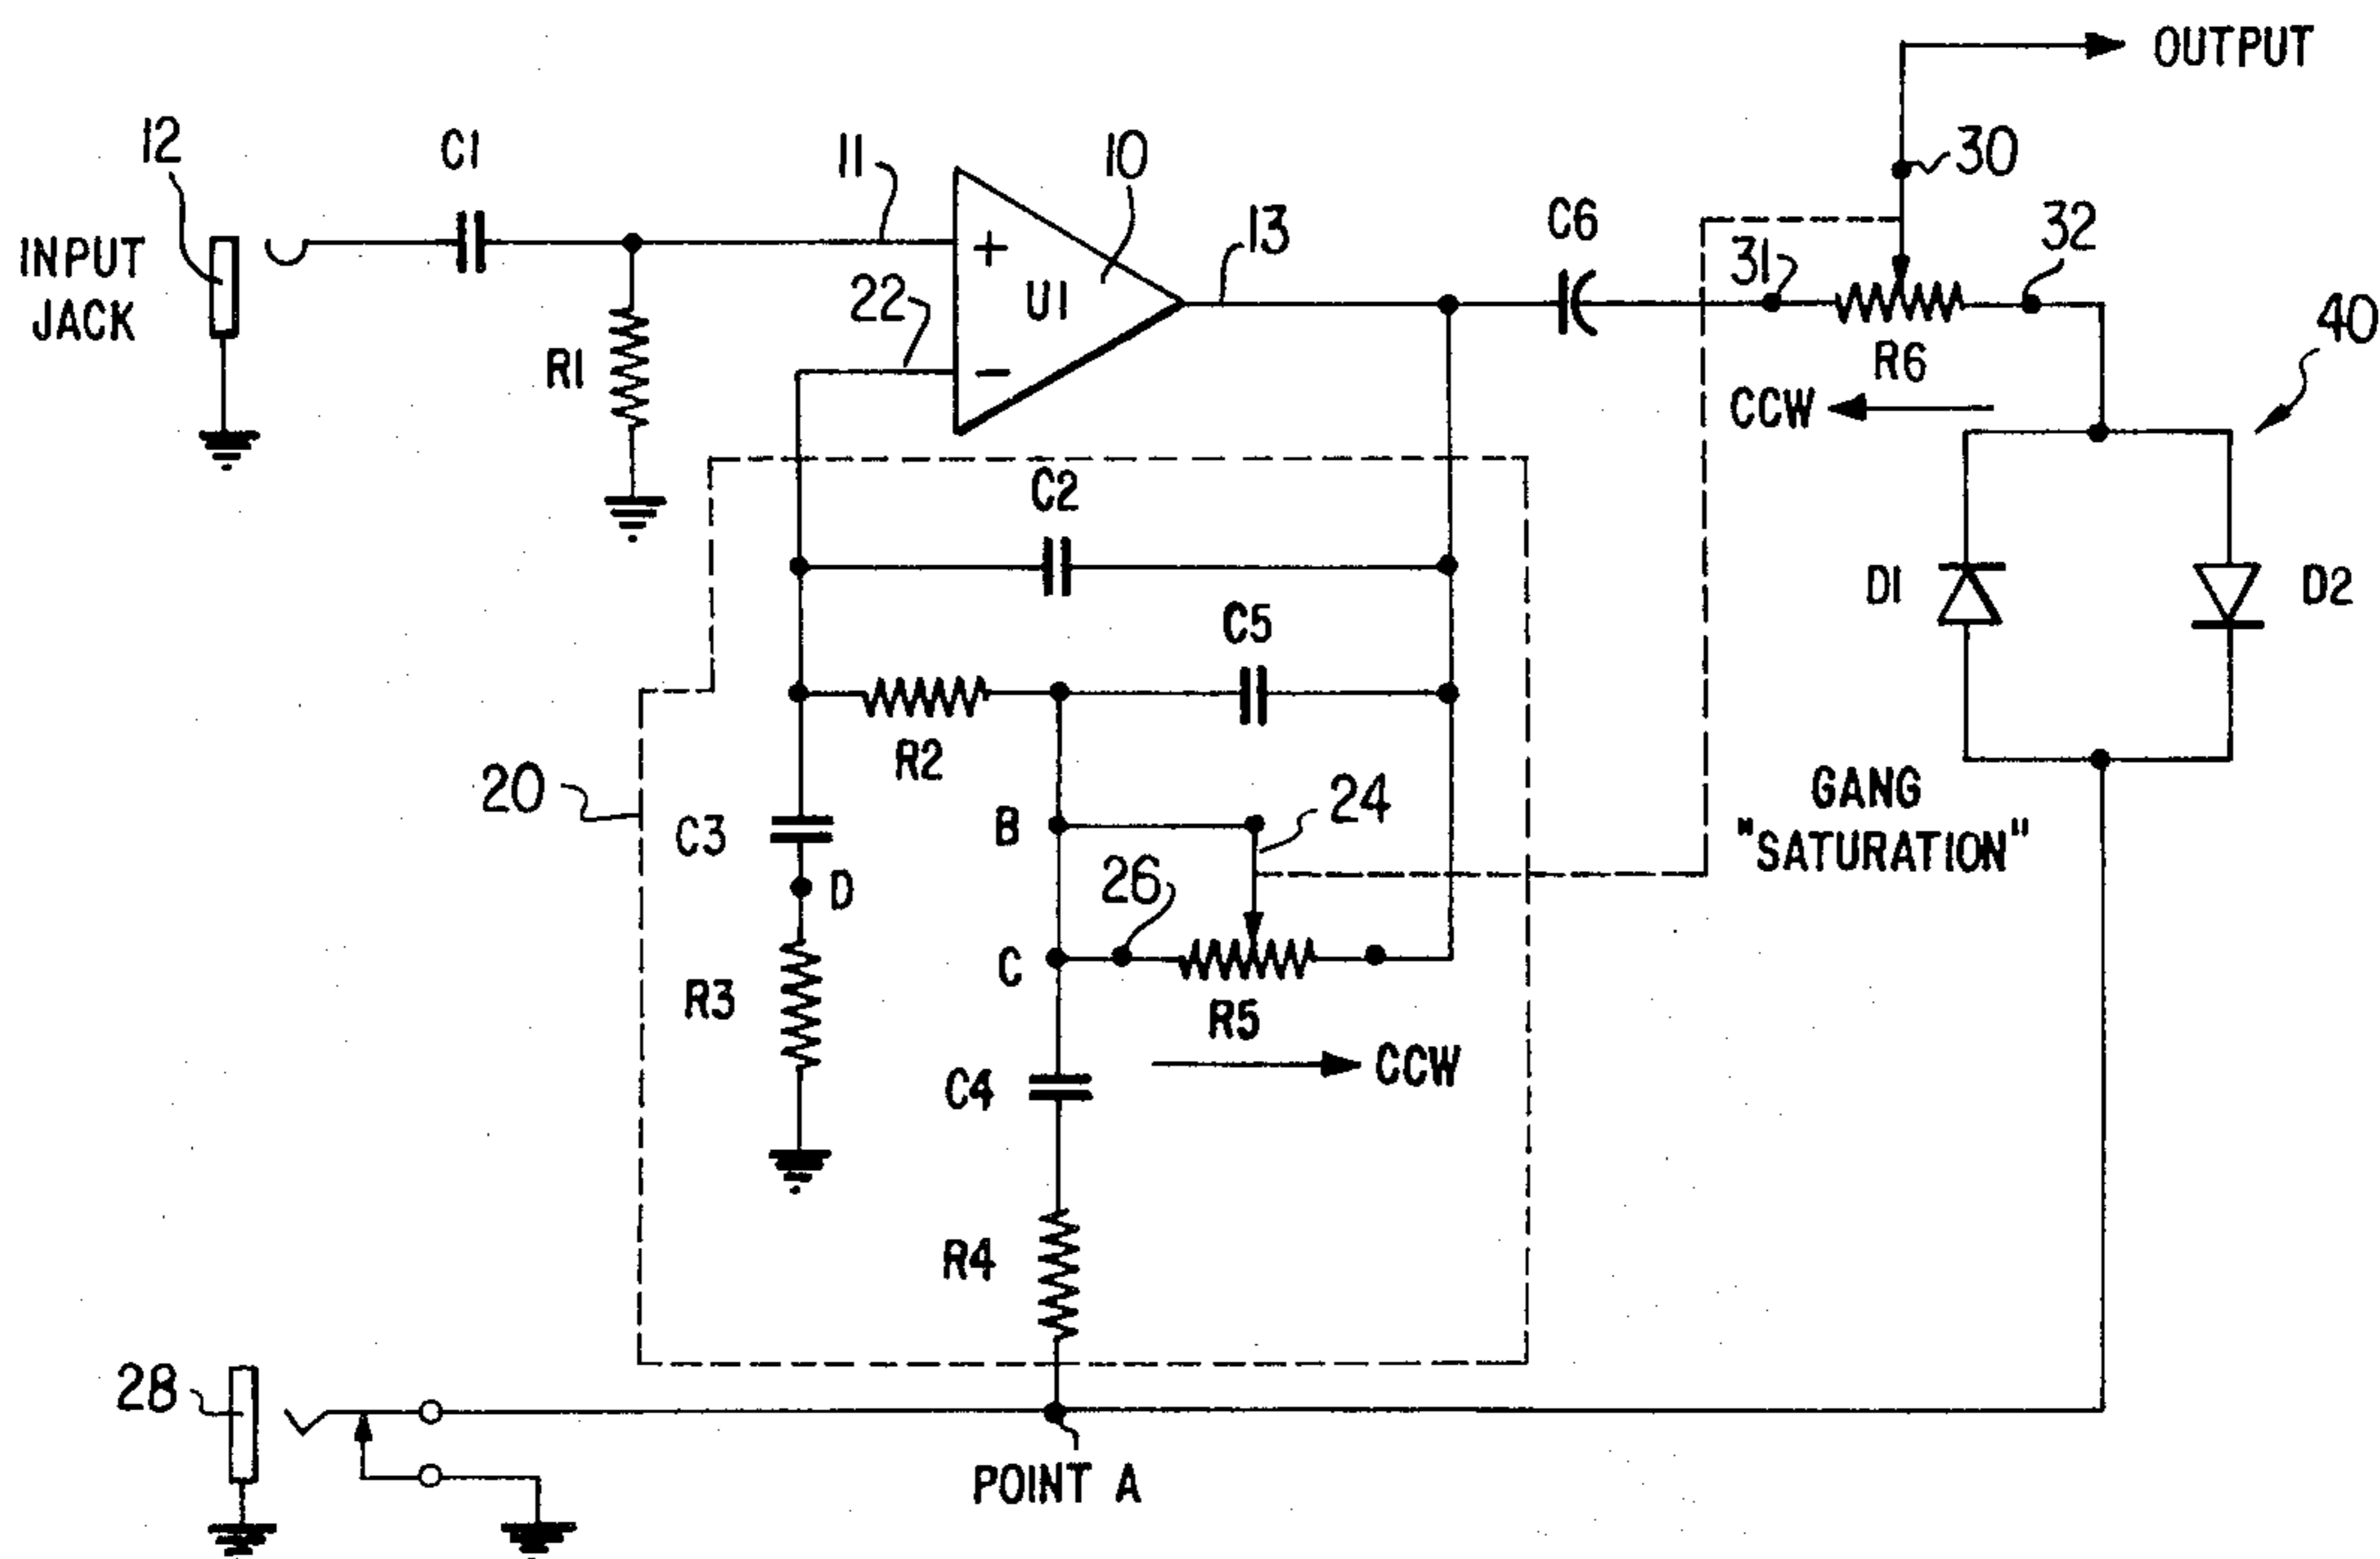 OUTPUT
12
C1
11
10
30
INPUT
JACK
22
U1
+
−
13
C6
31
32
R1
R6
CCW
40
C2
D1
D2
C5
R2
20
C3
D
B
24
26
GANG
"SATURATION"
C
R3
R5
CCW
C4
R4
28
POINT A